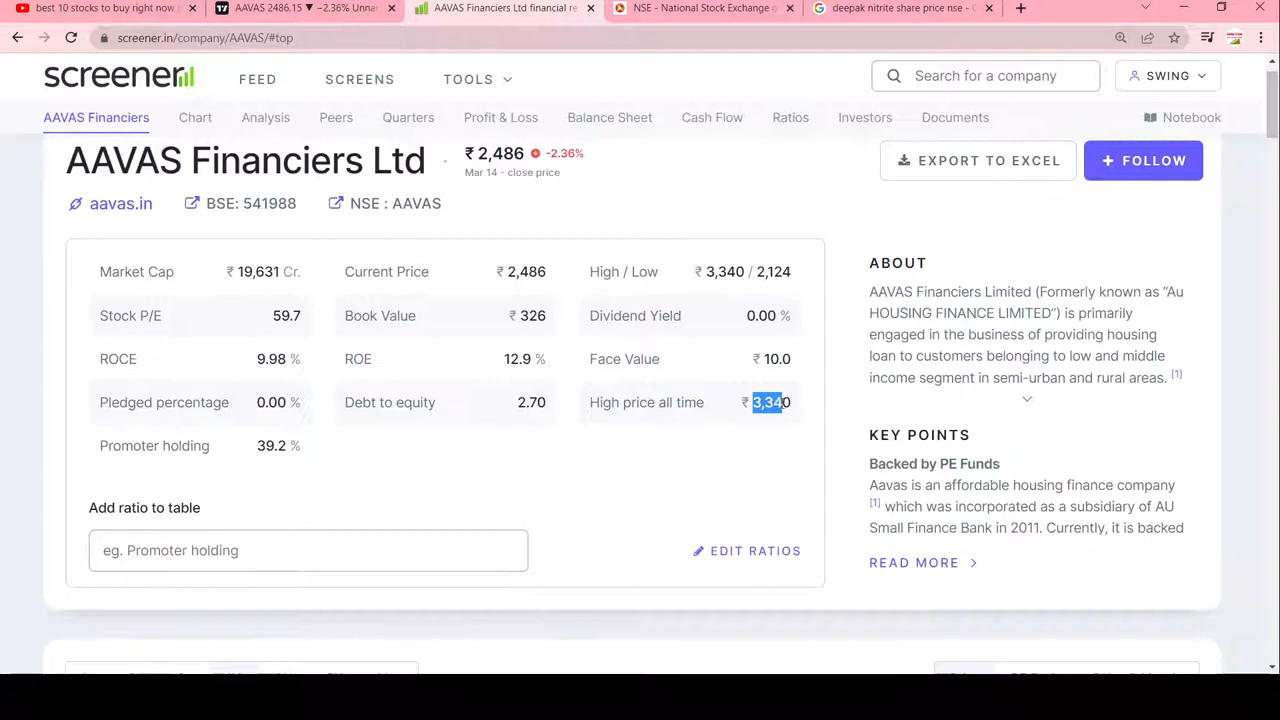 best 10 stocks to buy right now
AAVAS 2486.15 ▼ −2.36% Unnar
AAVAS Financiers Ltd financial re
NSE - National Stock Exchange o
deepak nitrite share price nse - G
screener.in/company/AAVAS/#top
screener
FEED
SCREENS
TOOLS
Search for a company
SWING
AAVAS Financiers
Chart
Analysis
Peers
Quarters
Profit & Loss
Balance Sheet
Cash Flow
Ratios
Investors
Documents
Notebook
AAVAS Financiers Ltd
₹ 2,486 -2.36%
Mar 14 - close price
EXPORT TO EXCEL
+ FOLLOW
aavas.in
BSE: 541988
NSE : AAVAS
Market Cap ₹ 19,631 Cr.
Current Price ₹ 2,486
High / Low ₹ 3,340 / 2,124
Stock P/E 59.7
Book Value ₹ 326
Dividend Yield 0.00 %
ROCE 9.98 %
ROE 12.9 %
Face Value ₹ 10.0
Pledged percentage 0.00 %
Debt to equity 2.70
High price all time ₹ 3,340
Promoter holding 39.2 %
Add ratio to table
eg. Promoter holding
EDIT RATIOS
ABOUT
AAVAS Financiers Limited (Formerly known as “Au
HOUSING FINANCE LIMITED”) is primarily
engaged in the business of providing housing
loan to customers belonging to low and middle
income segment in semi-urban and rural areas. [1]
KEY POINTS
Backed by PE Funds
Aavas is an affordable housing finance company
[1] which was incorporated as a subsidiary of AU
Small Finance Bank in 2011. Currently, it is backed
READ MORE >